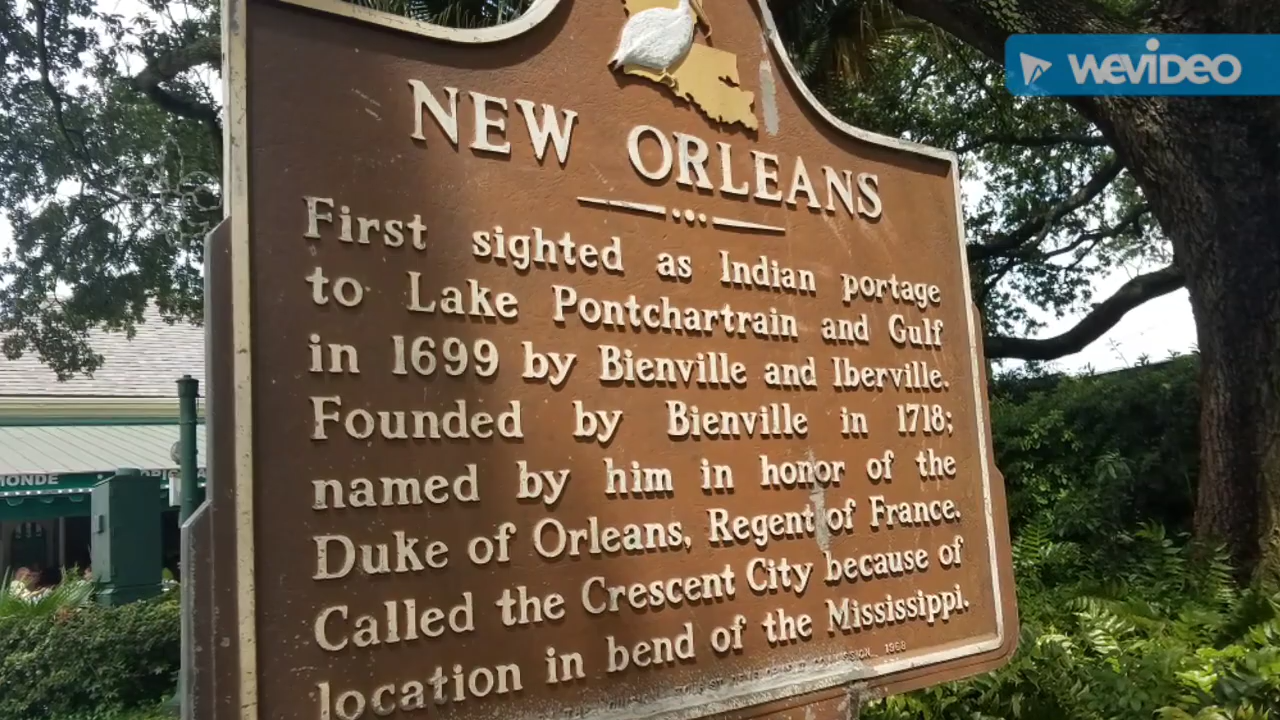 WEVIDEO
NEW ORLEANS
First sighted as Indian portage
to Lake Pontchartrain and Gulf
in 1699 by Bienville and Iberville.
Founded by Bienville in 1718;
named by him in honor of the
Duke of Orleans, Regent of France.
Called the Crescent City because of
location in bend of the Mississippi.
COMMISSION 1968
MONDE